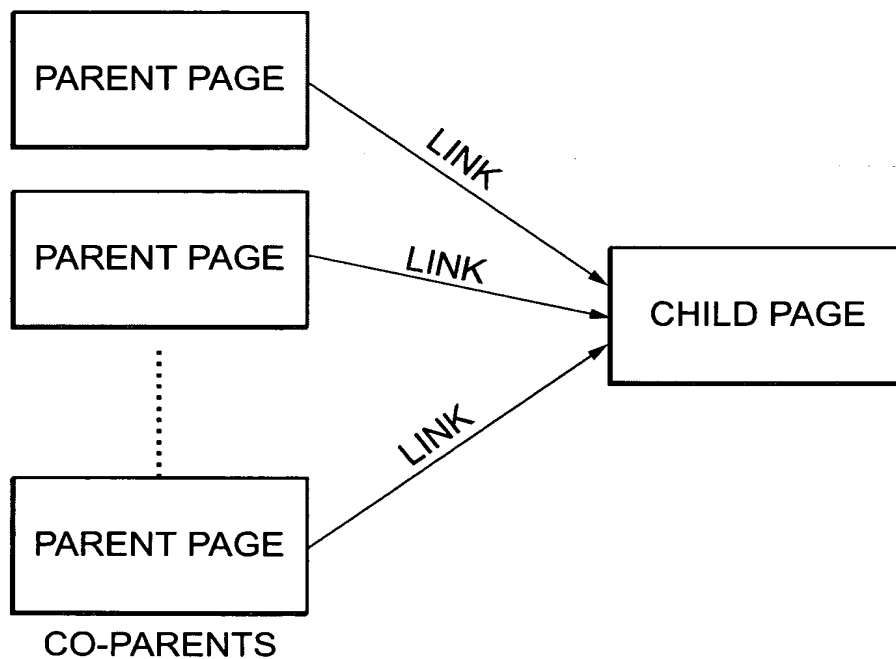 PARENT PAGE
LINK
PARENT PAGE
LINK
CHILD PAGE
LINK
PARENT PAGE
CO-PARENTS